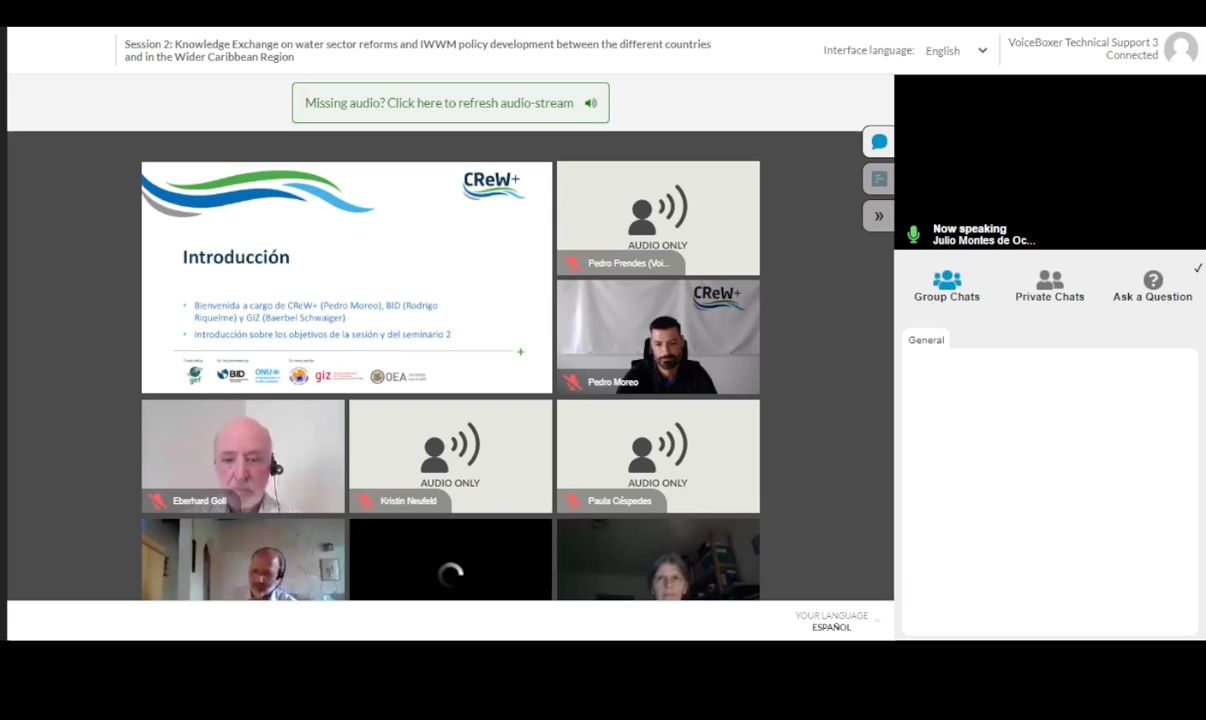 Session 2: Knowledge Exchange on water sector reforms and IWWM policy development between the different countries
and in the Wider Caribbean Region
Interface language: English
VoiceBoxer Technical Support 3
Connected
Missing audio? Click here to refresh audio-stream
CReW+
Introducción
Bienvenida a cargo de CReW+ (Pedro Moreo), BID (Rodrigo
Riquelme) y GIZ (Baerbel Schwaiger)
Introducción sobre los objetivos de la sesión y del seminario 2
gef
BID
ONU
giz
OEA
AUDIO ONLY
Pedro Prendes (Voi...
CReW+
Pedro Moreo
Now speaking
Julio Montes de Oc...
Group Chats
Private Chats
Ask a Question
General
Eberhard Goll
AUDIO ONLY
Kristin Neufeld
AUDIO ONLY
Paula Céspedes
YOUR LANGUAGE
ESPAÑOL